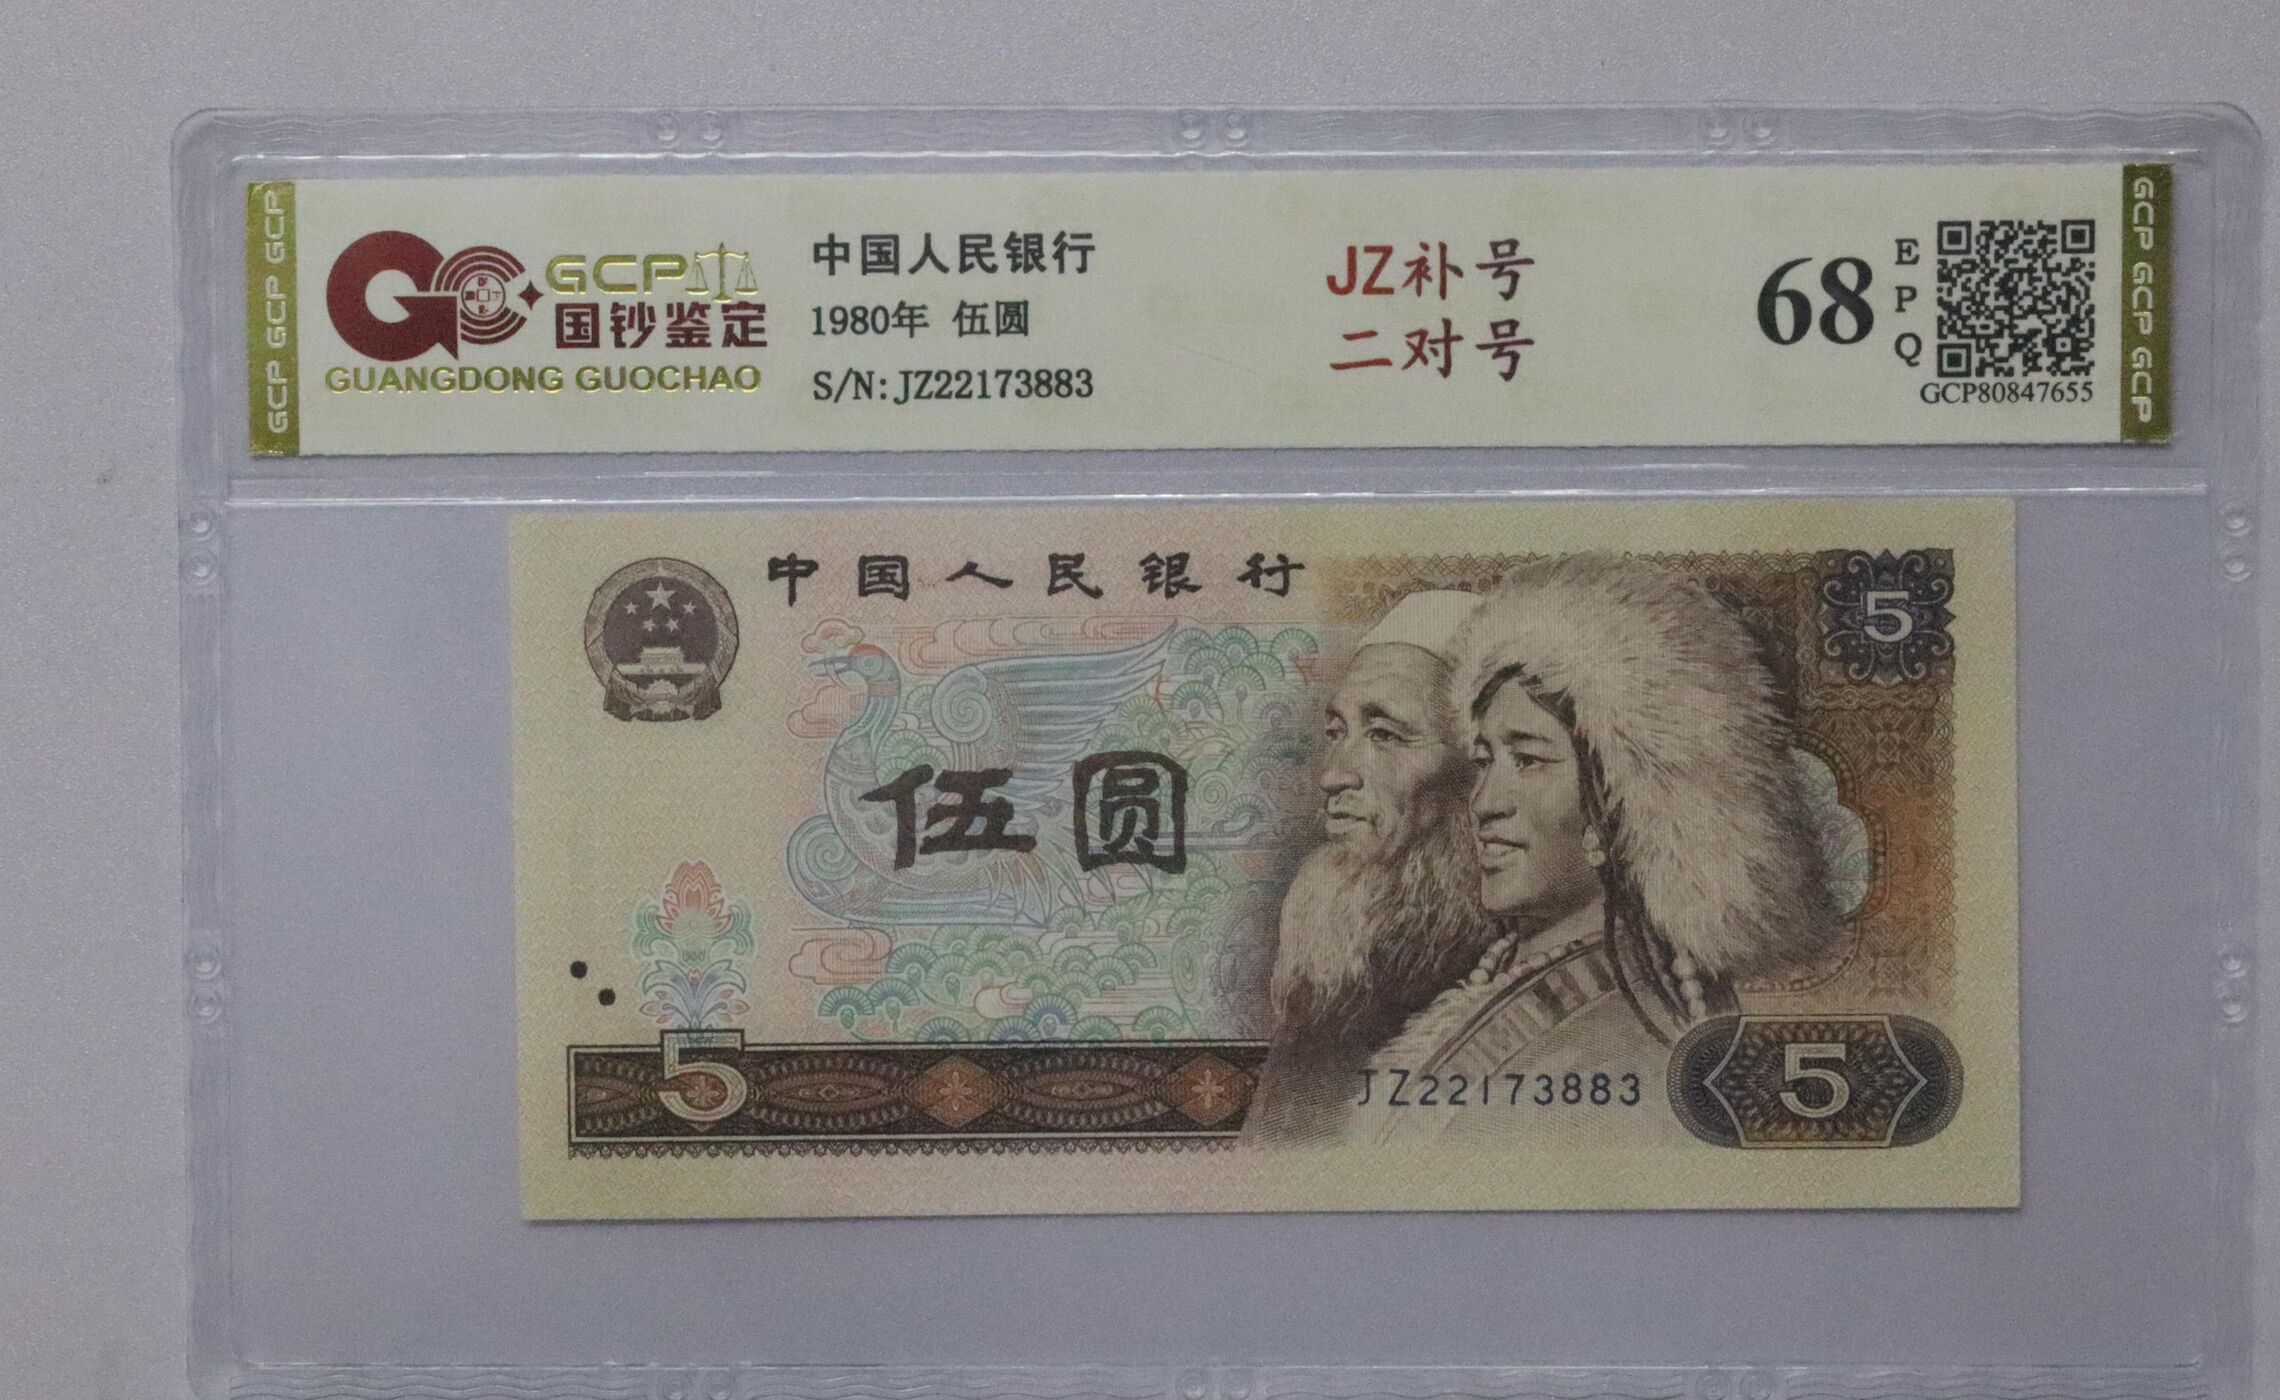 GCP GCP GCP
GCP
国钞鉴定
GUANGDONG GUOCHAO
中国人民银行
1980年 伍圆
S/N:JZ22173883
JZ补号
二对号
68
EPQ
GCP80847655
GCP GCP GCP
中国人民银行
5
伍圆
5
JZ22173883
5